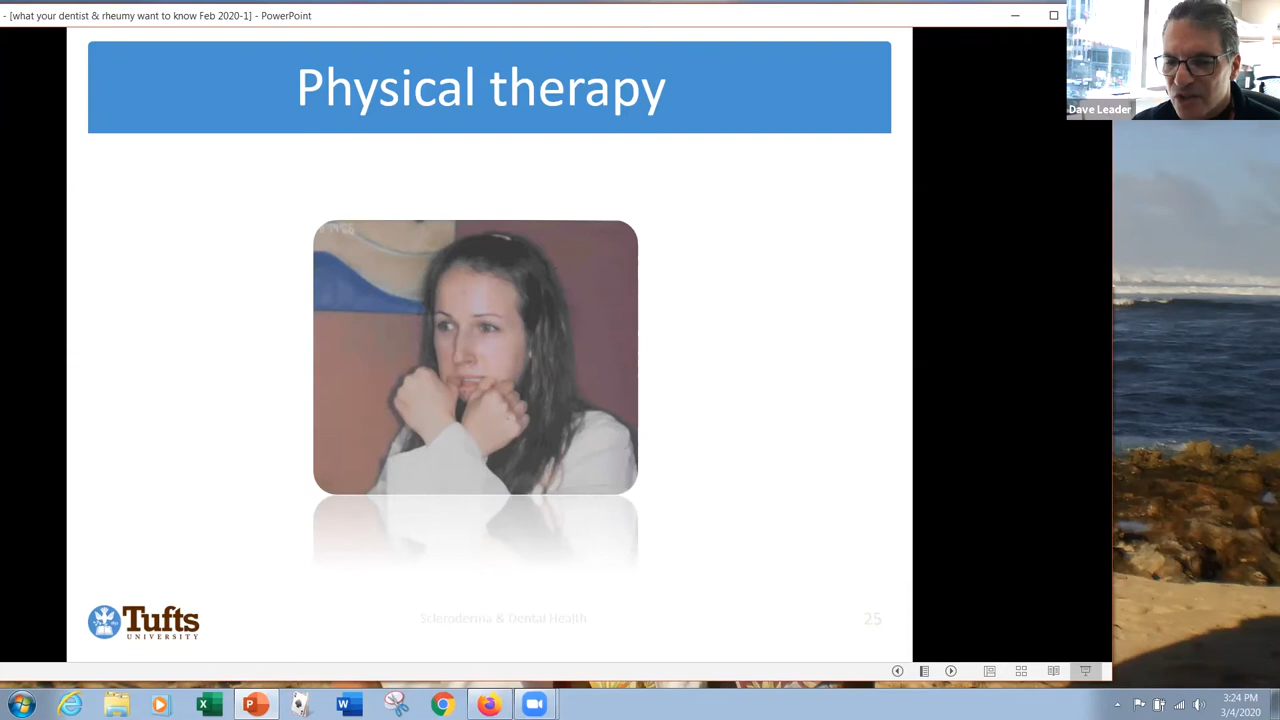 - [what your dentist & rheumy want to know Feb 2020-1] - PowerPoint
Dave Leader
Physical therapy
Tufts
UNIVERSITY
Scleroderma & Dental Health
25
3:24 PM
3/4/2020